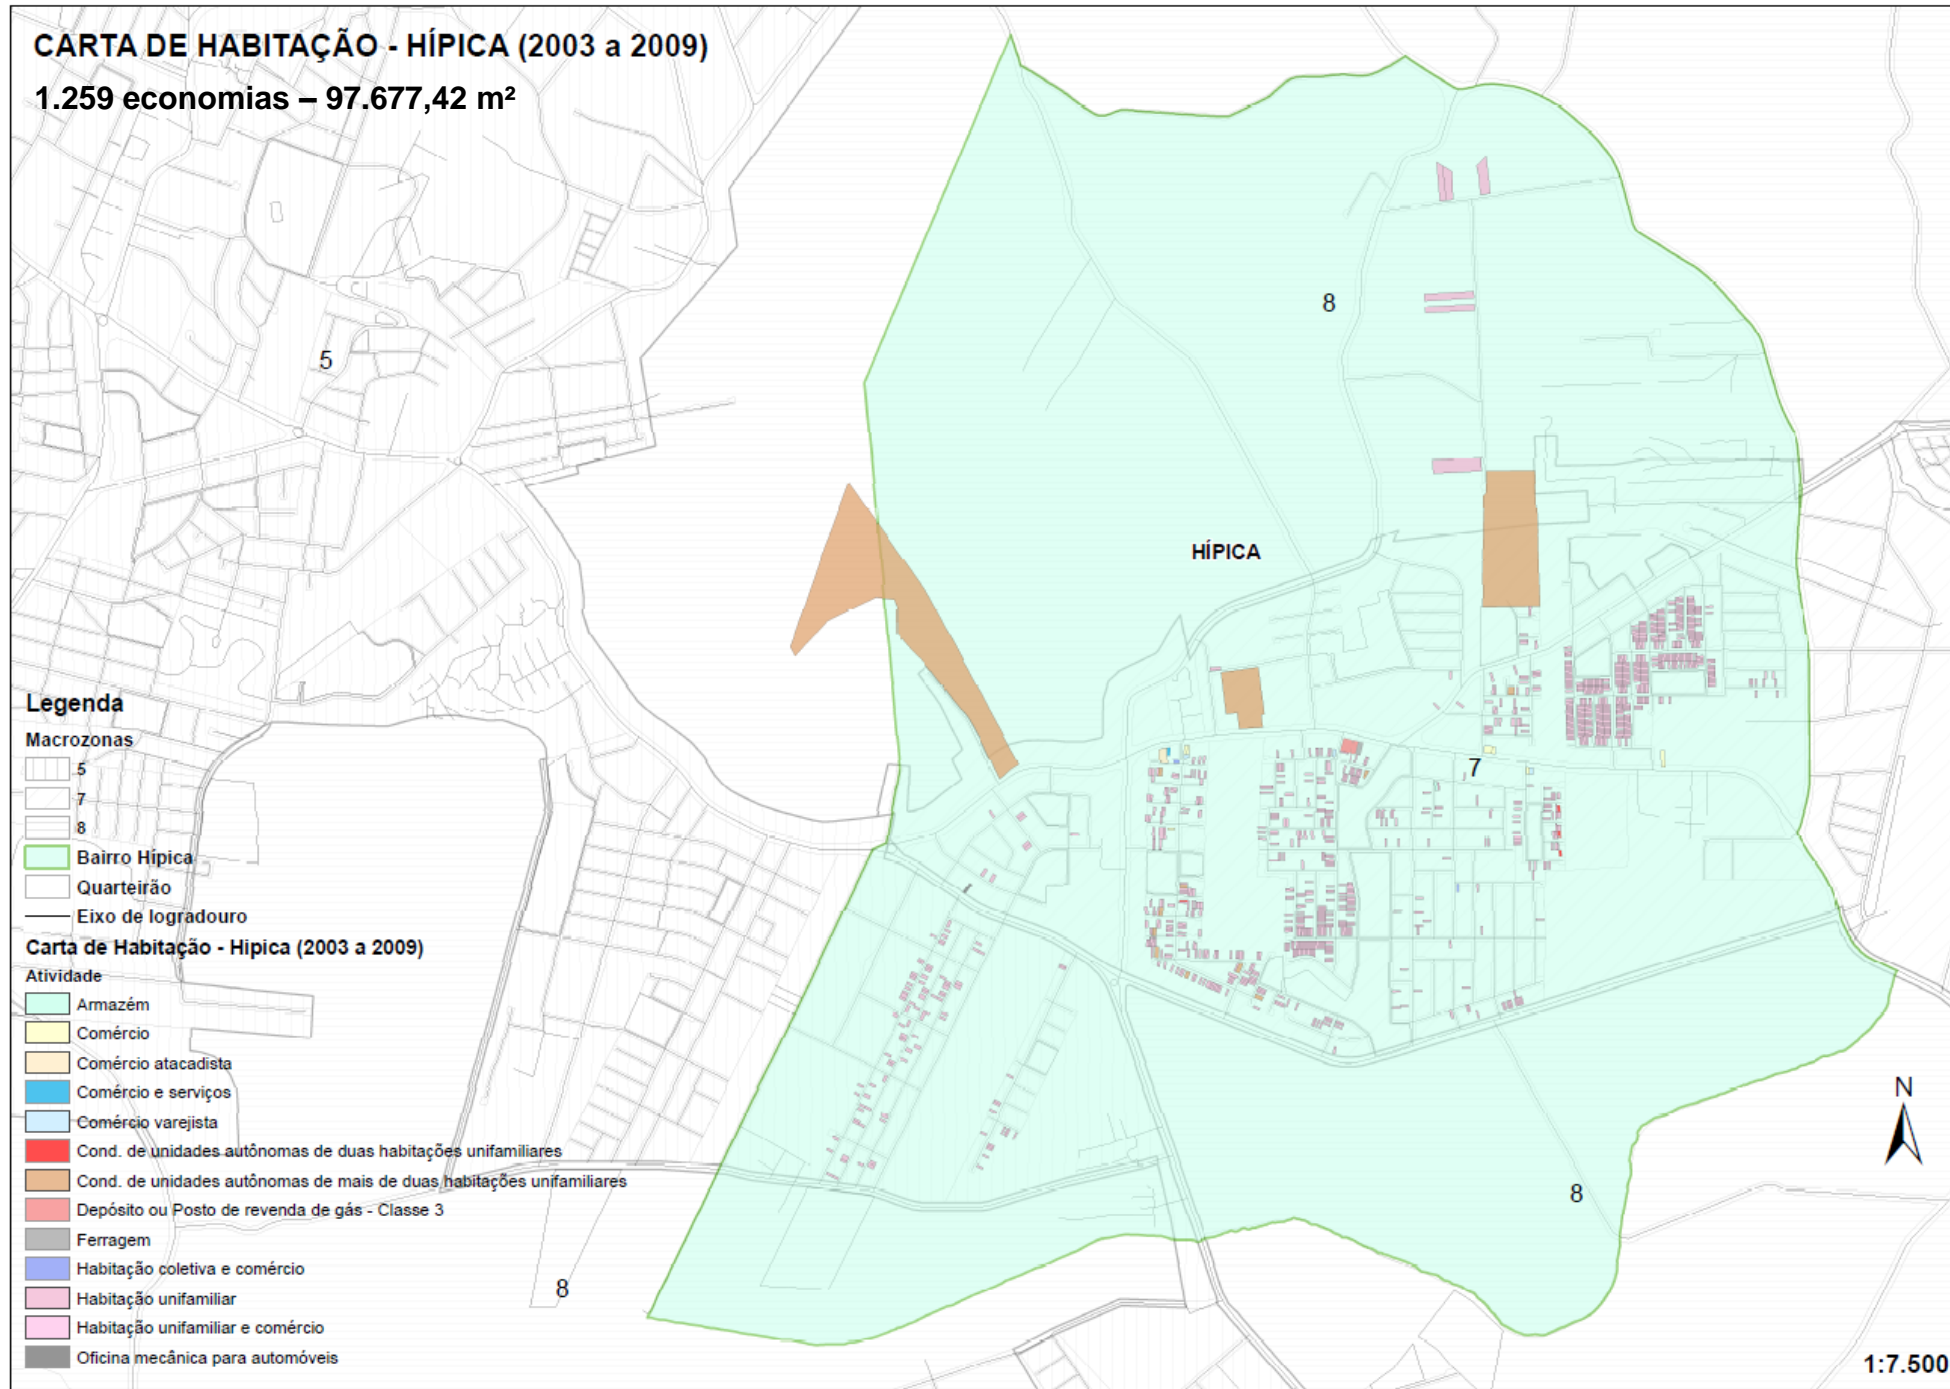 CARTA DE HABITAÇÃO - HÍPICA (2003 a 2009)
1.259 economias – 97.677,42 m²
8
5
HÍPICA
7
8
8
Legenda
Macrozonas
5
7
8
Bairro Hípica
Quarteirão
Eixo de logradouro
Carta de Habitação - Hipica (2003 a 2009)
Atividade
Armazém
Comércio
Comércio atacadista
Comércio e serviços
Comércio varejista
Cond. de unidades autônomas de duas habitações unifamiliares
Cond. de unidades autônomas de mais de duas habitações unifamiliares
Depósito ou Posto de revenda de gás - Classe 3
Ferragem
Habitação coletiva e comércio
Habitação unifamiliar
Habitação unifamiliar e comércio
Oficina mecânica para automóveis
N
1:7.500